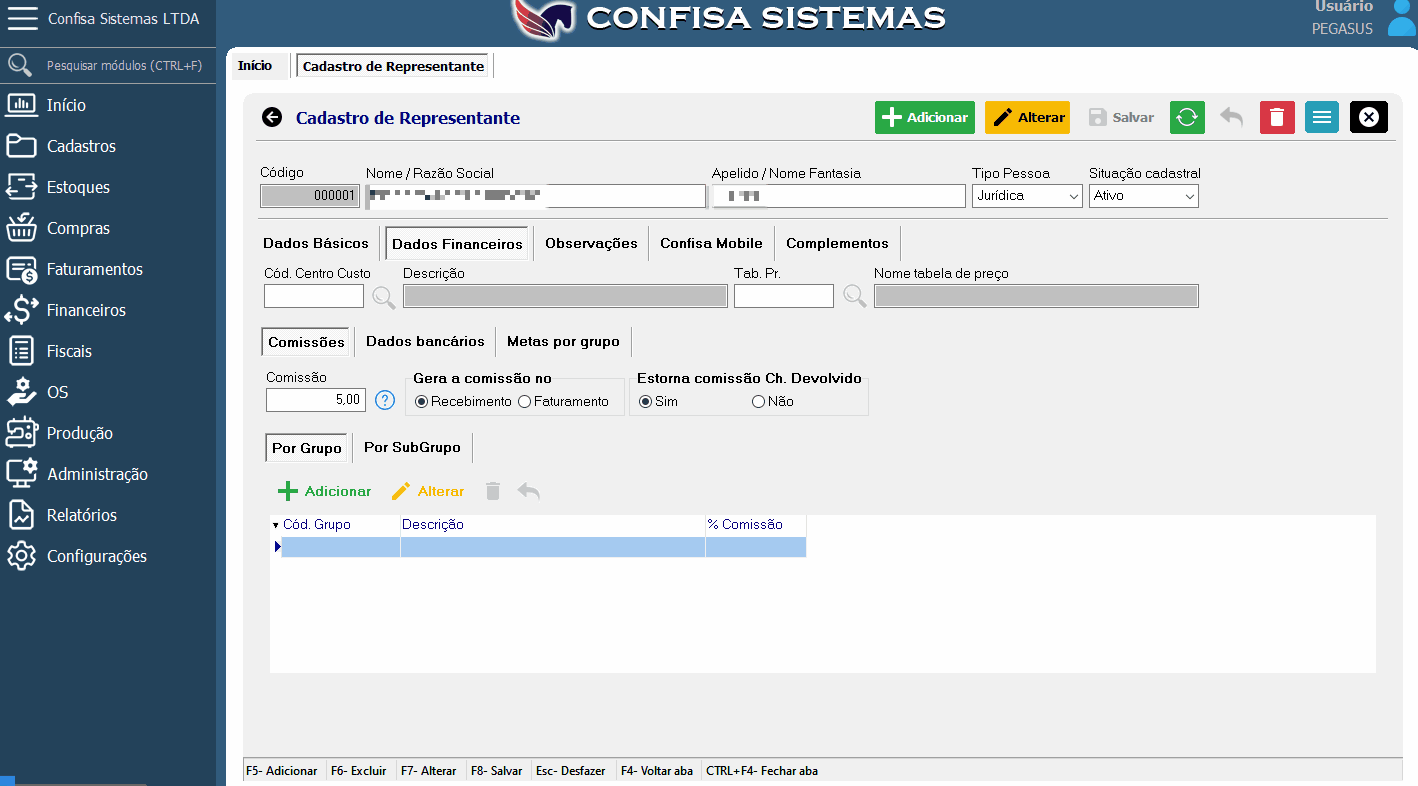 Confisa Sistemas LTDA
CONFISA SISTEMAS
Usuário
PEGASUS
Pesquisar módulos (CTRL+F)
Início
Cadastros
Estoques
Compras
Faturamentos
Financeiros
Fiscais
OS
Produção
Administração
Relatórios
Configurações
Início Cadastro de Representante
Cadastro de Representante
Adicionar Alterar Salvar
Código Nome / Razão Social Apelido / Nome Fantasia Tipo Pessoa Situação cadastral
000001 Jurídica Ativo
Dados Básicos Dados Financeiros Observações Confisa Mobile Complementos
Cód. Centro Custo Descrição Tab. Pr. Nome tabela de preço
Comissões Dados bancários Metas por grupo
Comissão Gera a comissão no Estorna comissão Ch. Devolvido
5,00 ? Recebimento Faturamento Sim Não
Por Grupo Por SubGrupo
Adicionar Alterar
Cód. Grupo Descrição % Comissão
F5- Adicionar F6- Excluir F7- Alterar F8- Salvar Esc- Desfazer F4- Voltar aba CTRL+F4- Fechar aba